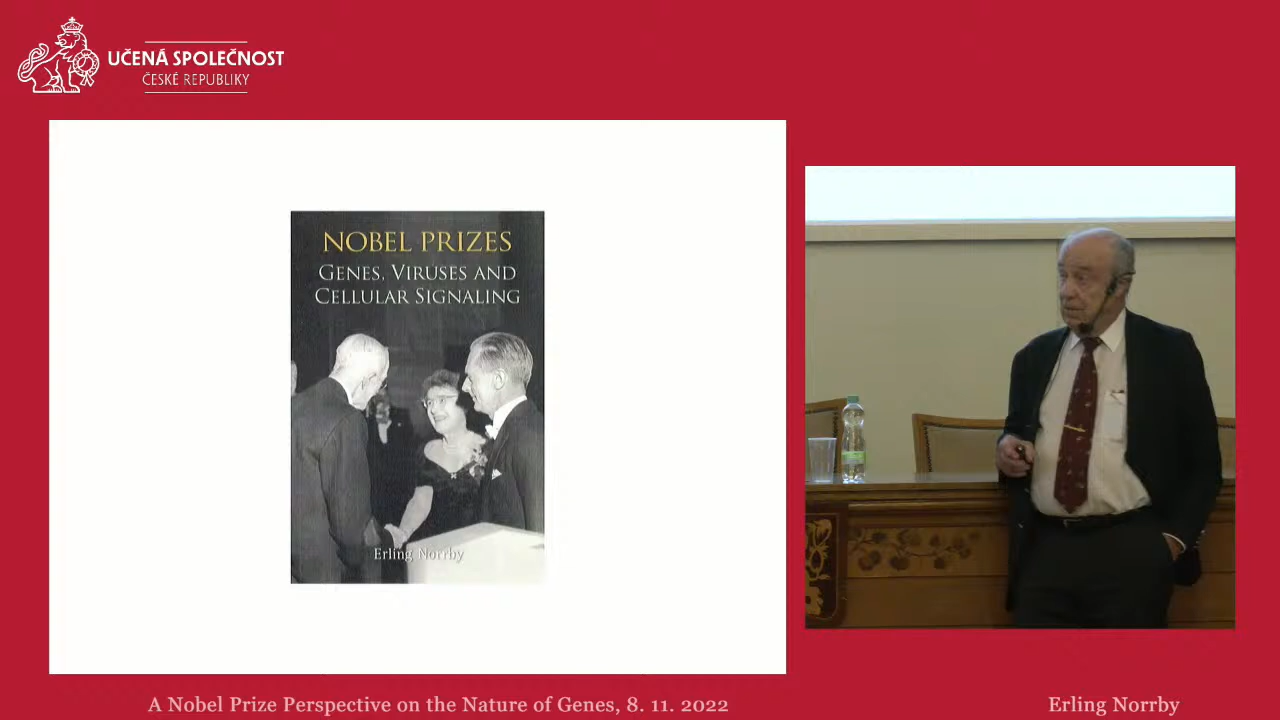 UČENÁ SPOLEČNOST
ČESKÉ REPUBLIKY
NOBEL PRIZES
GENES, VIRUSES AND
CELLULAR SIGNALING
Erling Norrby
A Nobel Prize Perspective on the Nature of Genes, 8. 11. 2022
Erling Norrby